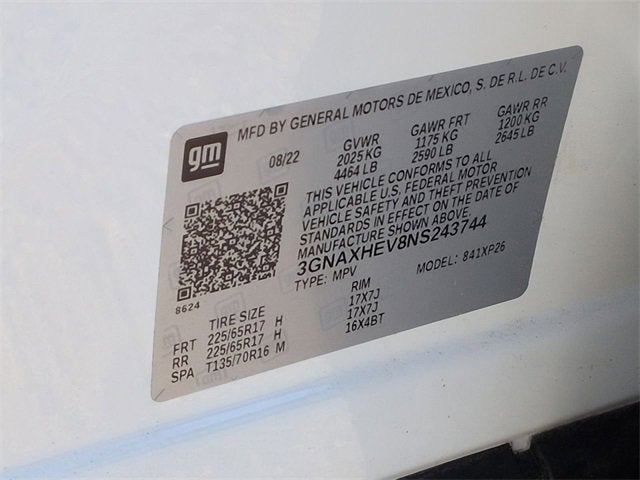 gm
MFD BY GENERAL MOTORS DE MEXICO, S. DE R.L. DE C.V.
08/22 GVWR GAWR FRT GAWR RR
2025 KG 1175 KG 1200 KG
4464 LB 2590 LB 2645 LB
THIS VEHICLE CONFORMS TO ALL
APPLICABLE U.S. FEDERAL MOTOR
VEHICLE SAFETY AND THEFT PREVENTION
STANDARDS IN EFFECT ON THE DATE OF
MANUFACTURE SHOWN ABOVE.
3GNAXHEV8NS243744
TYPE: MPV MODEL: 841XP26
8624
TIRE SIZE RIM
FRT 225/65R17 H 17X7J
RR 225/65R17 H 17X7J
SPA T135/70R16 M 16X4BT